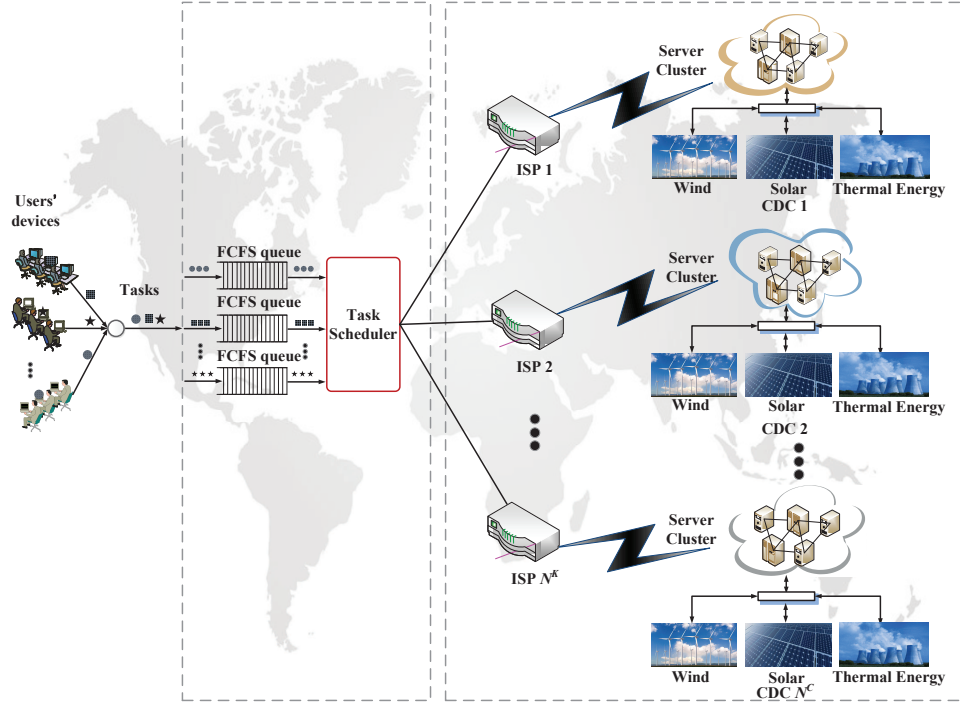 Users'
devices
Tasks
FCFS queue
FCFS queue
FCFS queue
Task
Scheduler
ISP 1
Server
Cluster
Wind
Solar
Thermal Energy
CDC 1
ISP 2
Server
Cluster
Wind
Solar
Thermal Energy
CDC 2
ISP N^K
Server
Cluster
Wind
Solar
Thermal Energy
CDC N^C